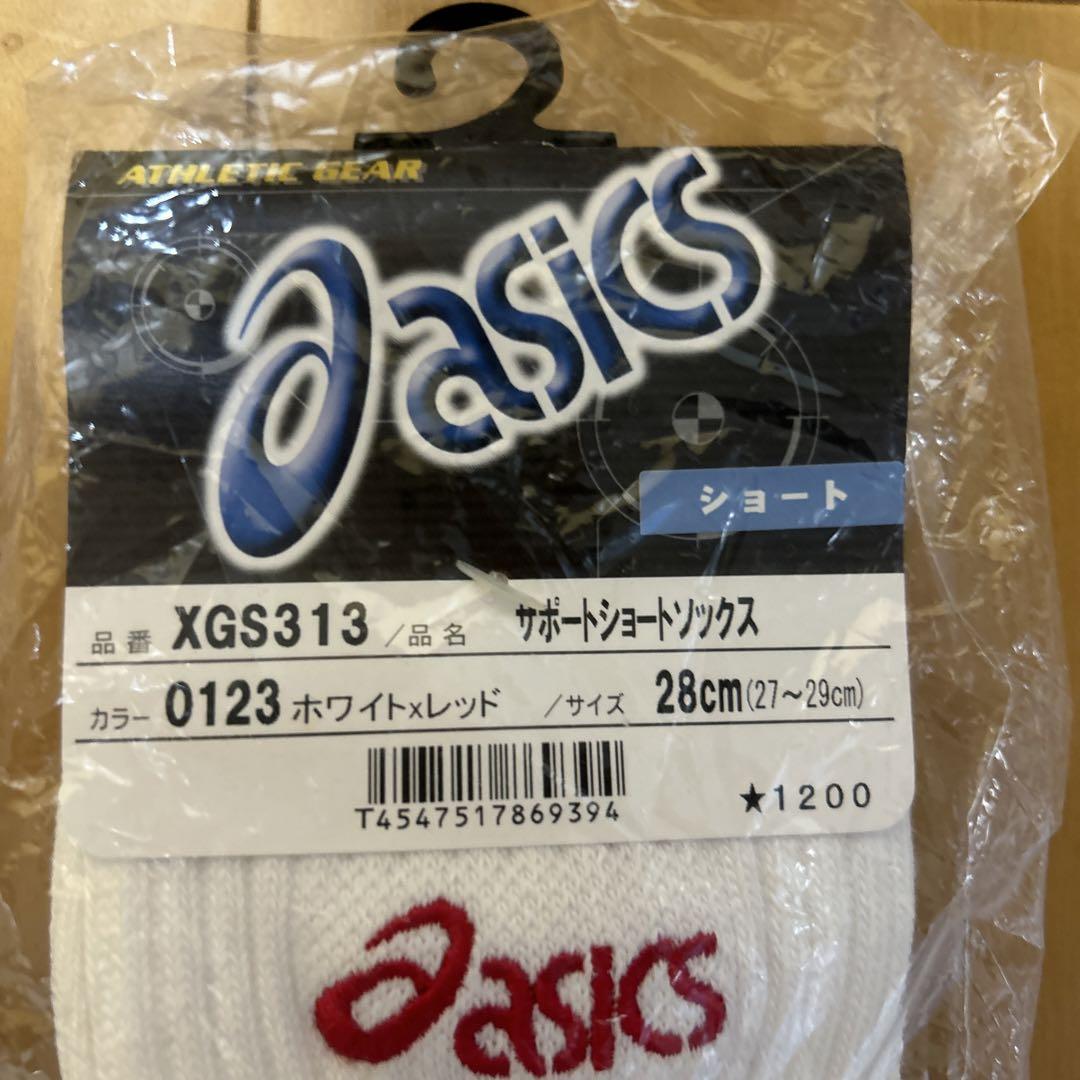 ATHLETIC GEAR
asics
ショート
品番 XGS313 /品名 サポートショートソックス
カラー 0123 ホワイト×レッド /サイズ 28cm(27～29cm)
T4547517869394
★1200
asics